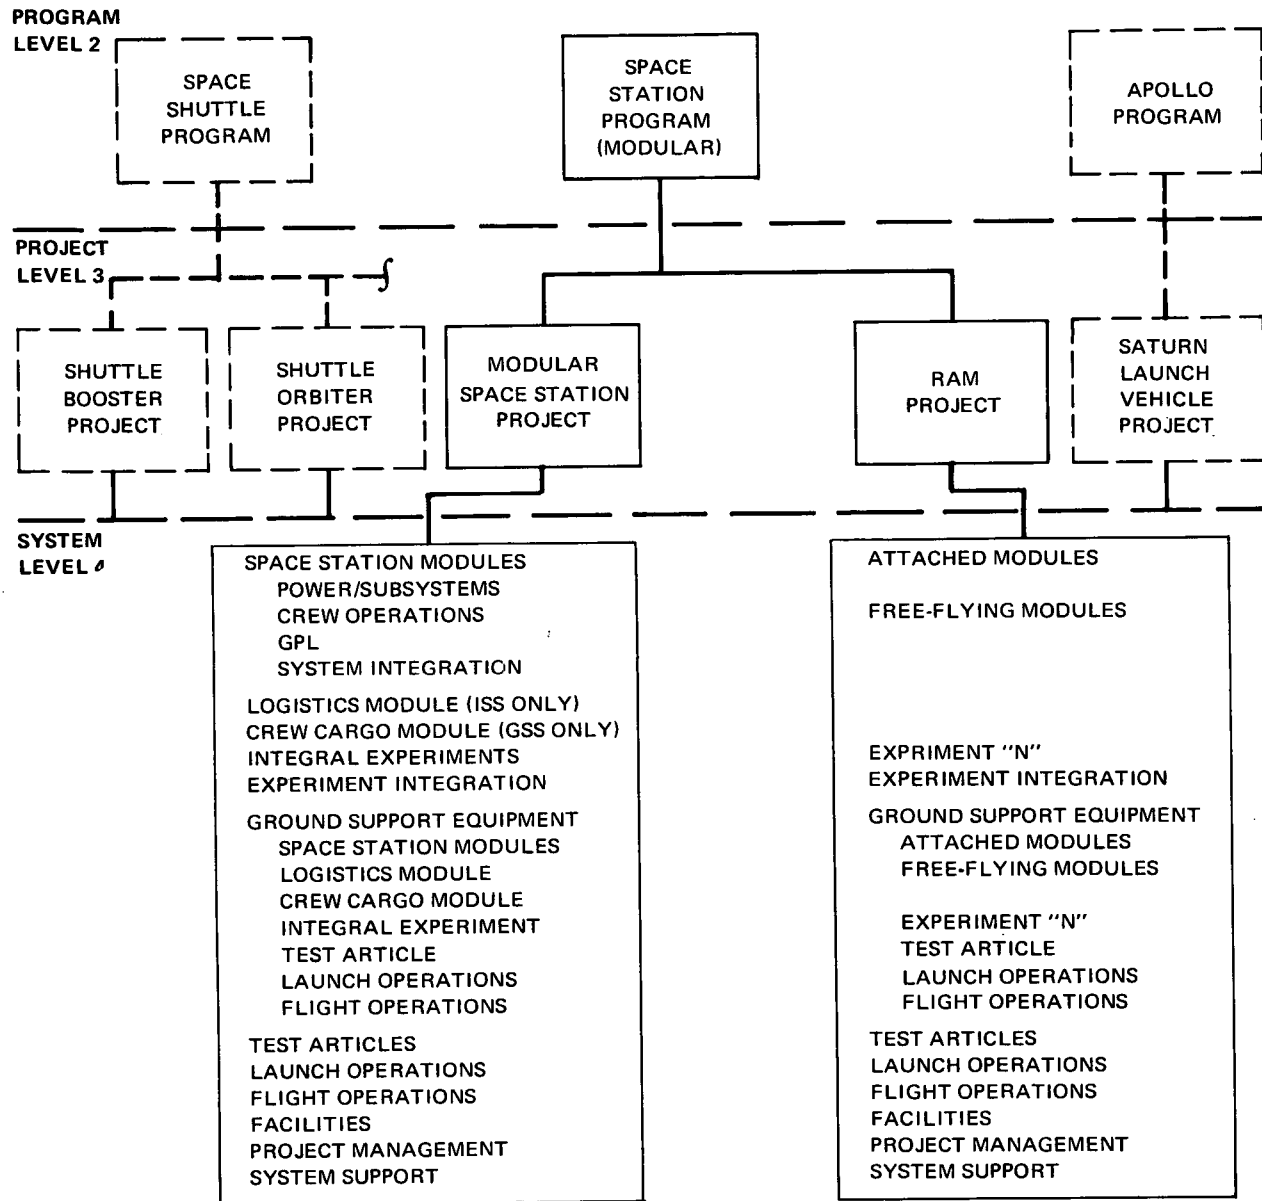 PROGRAM
LEVEL 2
SPACE
SHUTTLE
PROGRAM
SPACE
STATION
PROGRAM
(MODULAR)
APOLLO
PROGRAM
PROJECT
LEVEL 3
SHUTTLE
BOOSTER
PROJECT
SHUTTLE
ORBITER
PROJECT
MODULAR
SPACE STATION
PROJECT
RAM
PROJECT
SATURN
LAUNCH
VEHICLE
PROJECT
SYSTEM
LEVEL
SPACE STATION MODULES
POWER/SUBSYSTEMS
CREW OPERATIONS
GPL
SYSTEM INTEGRATION
LOGISTICS MODULE (ISS ONLY)
CREW CARGO MODULE (GSS ONLY)
INTEGRAL EXPERIMENTS
EXPERIMENT INTEGRATION
GROUND SUPPORT EQUIPMENT
SPACE STATION MODULES
LOGISTICS MODULE
CREW CARGO MODULE
INTEGRAL EXPERIMENT
TEST ARTICLE
LAUNCH OPERATIONS
FLIGHT OPERATIONS
TEST ARTICLES
LAUNCH OPERATIONS
FLIGHT OPERATIONS
FACILITIES
PROJECT MANAGEMENT
SYSTEM SUPPORT
ATTACHED MODULES
FREE-FLYING MODULES
EXPRIMENT "N"
EXPERIMENT INTEGRATION
GROUND SUPPORT EQUIPMENT
ATTACHED MODULES
FREE-FLYING MODULES
EXPERIMENT "N"
TEST ARTICLE
LAUNCH OPERATIONS
FLIGHT OPERATIONS
TEST ARTICLES
LAUNCH OPERATIONS
FLIGHT OPERATIONS
FACILITIES
PROJECT MANAGEMENT
SYSTEM SUPPORT